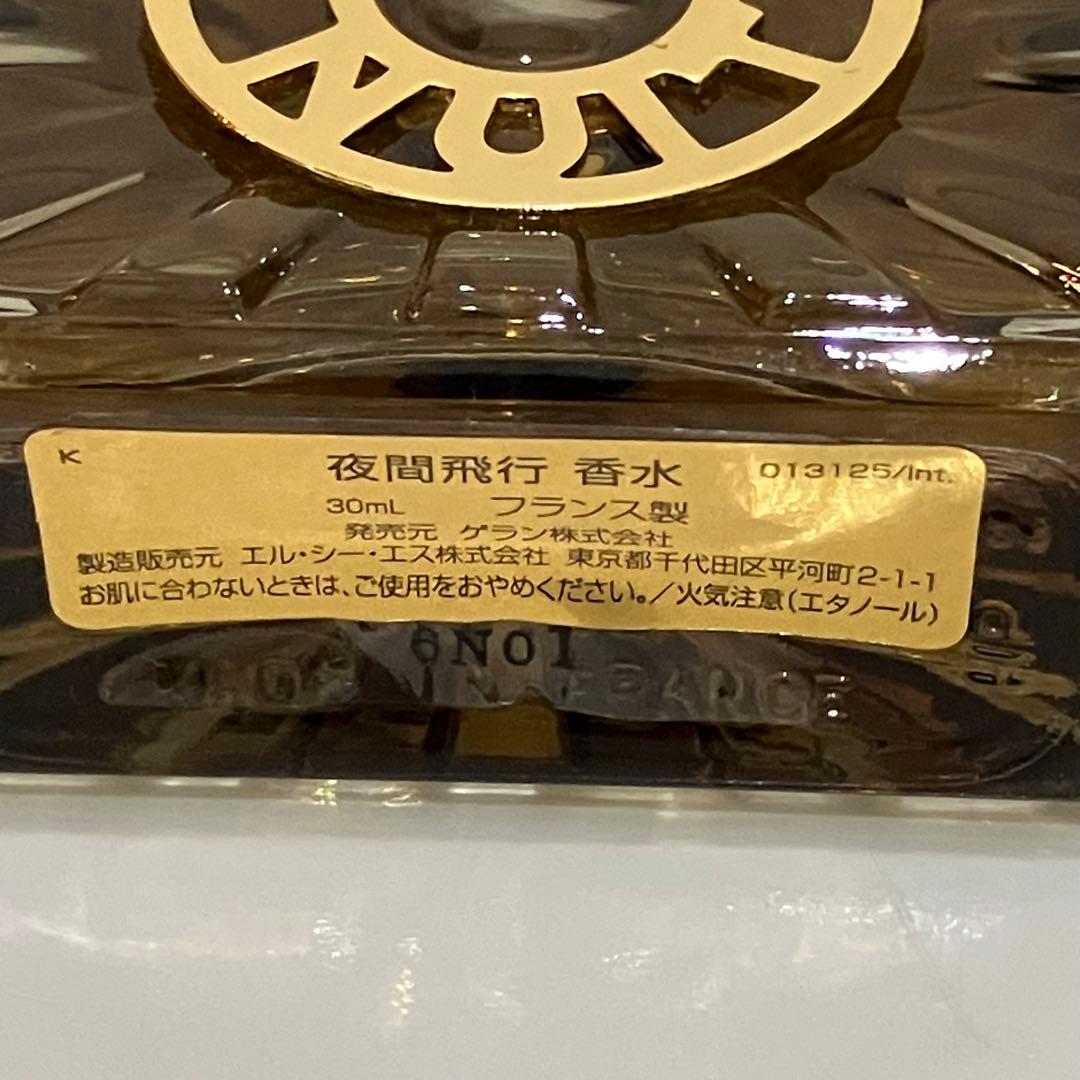 VOL
K 夜間飛行 香水 013125/Int.
30mL フランス製
発売元 ゲラン株式会社
製造販売元 エル・シー・エス株式会社 東京都千代田区平河町2-1-1
お肌に合わないときは、ご使用をおやめください。/火気注意(エタノール)
6N01
MADE IN FRANCE